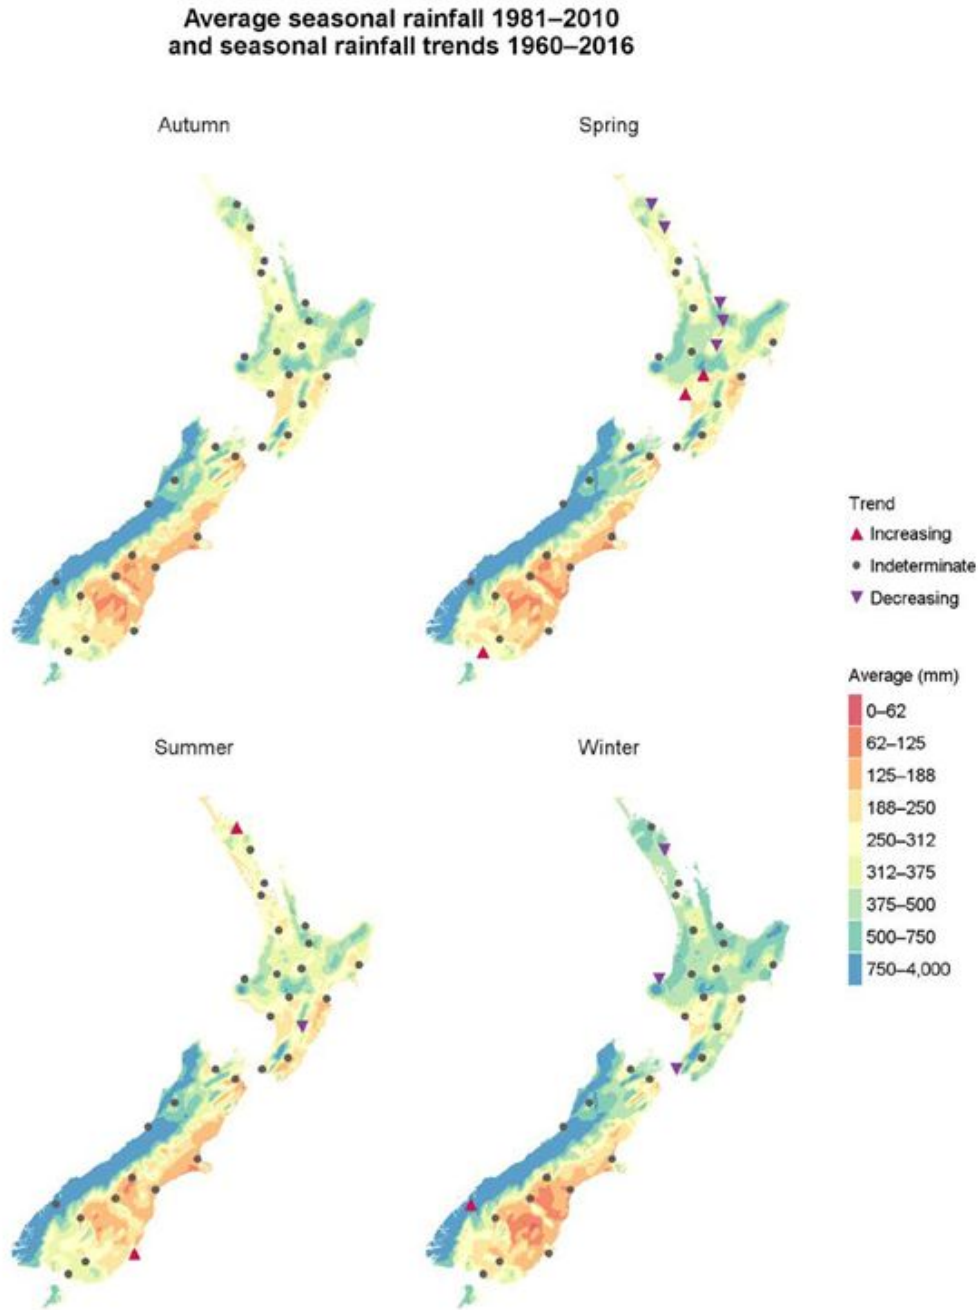 Average seasonal rainfall 1981–2010
and seasonal rainfall trends 1960–2016
Autumn
Spring
Trend
Increasing
Indeterminate
Decreasing
Average (mm)
0–62
62–125
125–188
188–250
250–312
312–375
375–500
500–750
750–4,000
Summer
Winter